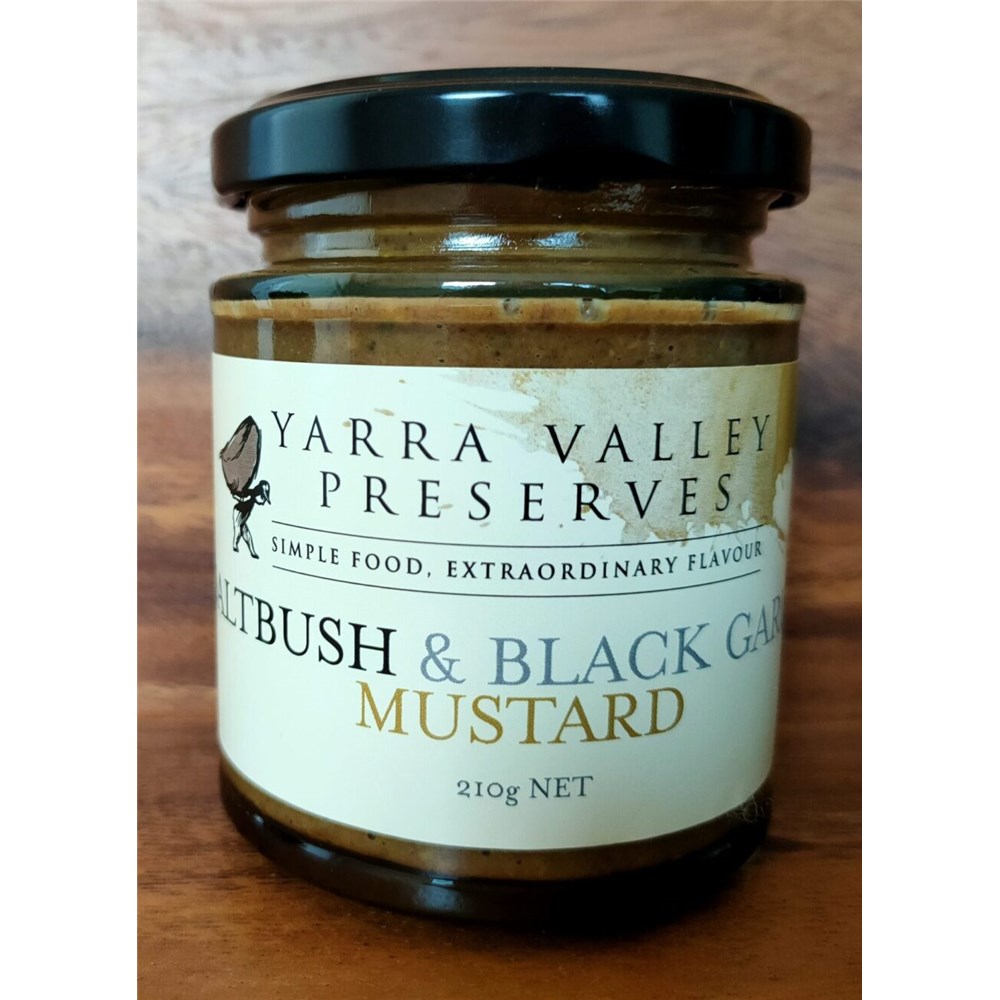 YARRA VALLEY
PRESERVES
SIMPLE FOOD, EXTRAORDINARY FLAVOUR
ALTBUSH & BLACK GAR
MUSTARD
210g NET